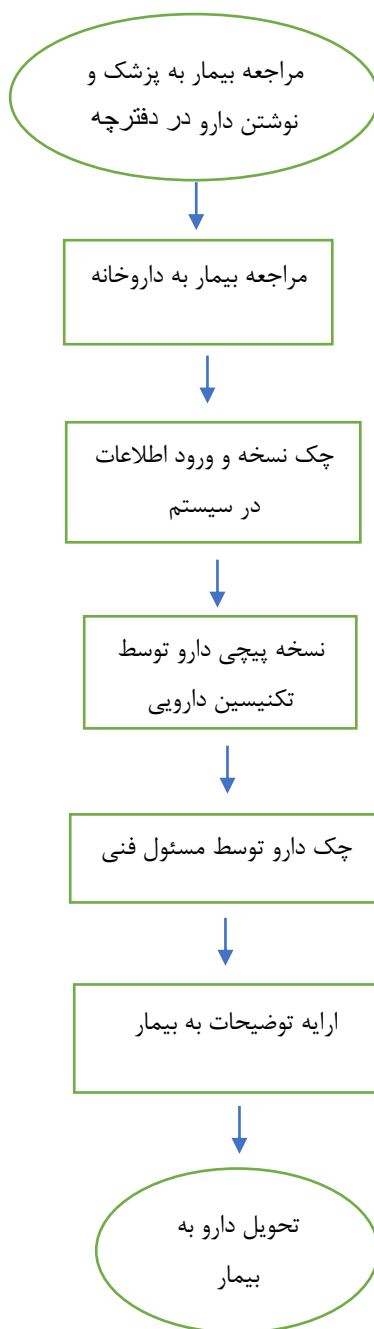 مراجعه بیمار به پزشک و
نوشتن دارو در دفترچه
مراجعه بیمار به داروخانه
چک نسخه و ورود اطلاعات
در سیستم
نسخه پیچی دارو توسط
تکنیسین دارویی
چک دارو توسط مسئول فنی
ارایه توضیحات به بیمار
تحویل دارو به
بیمار